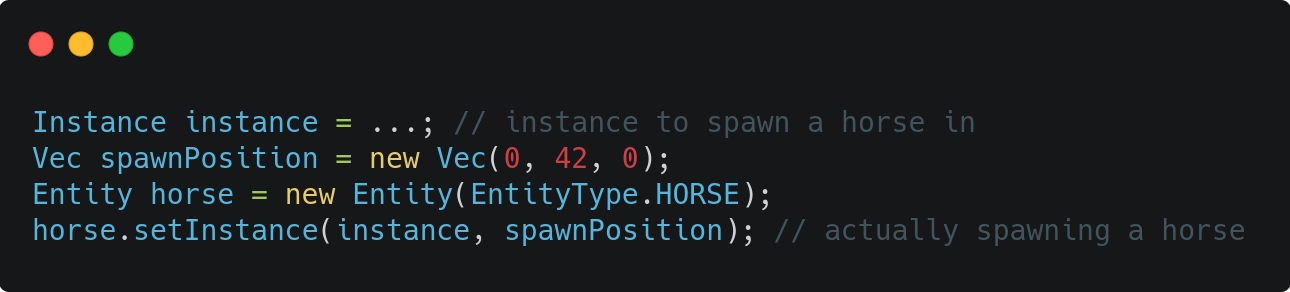 Instance instance = ...; // instance to spawn a horse in
Vec spawnPosition = new Vec(0, 42, 0);
Entity horse = new Entity(EntityType.HORSE);
horse.setInstance(instance, spawnPosition); // actually spawning a horse